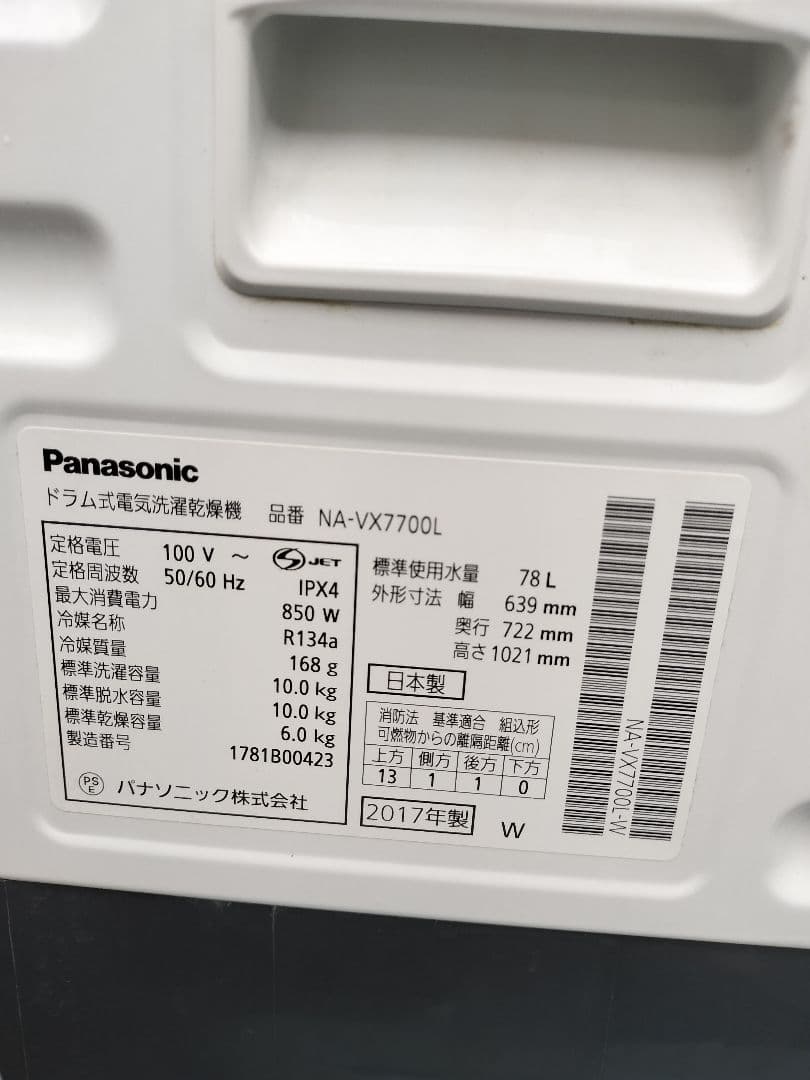 Panasonic
ドラム式電気洗濯乾燥機 品番 NA-VX7700L
定格電圧 100 V ～ S JET
定格周波数 50/60 Hz IPX4
最大消費電力 850 W
冷媒名称 R134a
冷媒質量 168 g
標準洗濯容量 10.0 kg
標準脱水容量 10.0 kg
標準乾燥容量 6.0 kg
製造番号 1781B00423
PS E パナソニック株式会社
標準使用水量 78 L
外形寸法 幅 639 mm
奥行 722 mm
高さ 1021 mm
日本製
消防法 基準適合 組込形
可燃物からの離隔距離(cm)
上方 側方 後方 下方
13 1 1 0
2017年製 W
NA-VX7700L-W